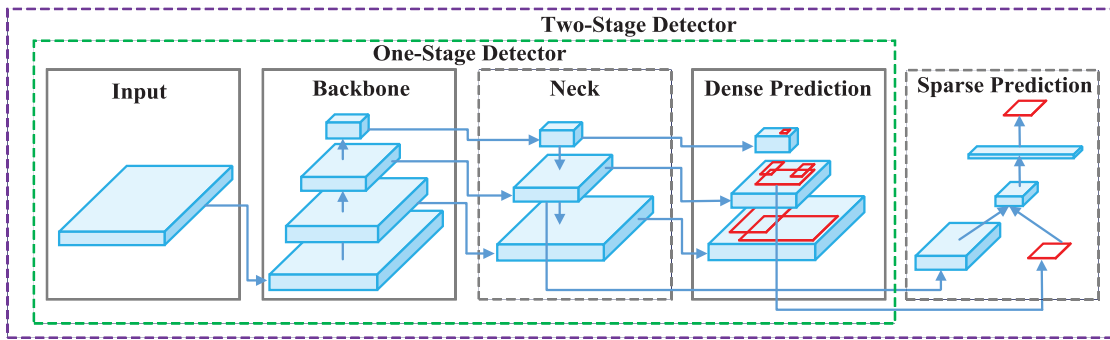 Two-Stage Detector
One-Stage Detector
Input
Backbone
Neck
Dense Prediction
Sparse Prediction